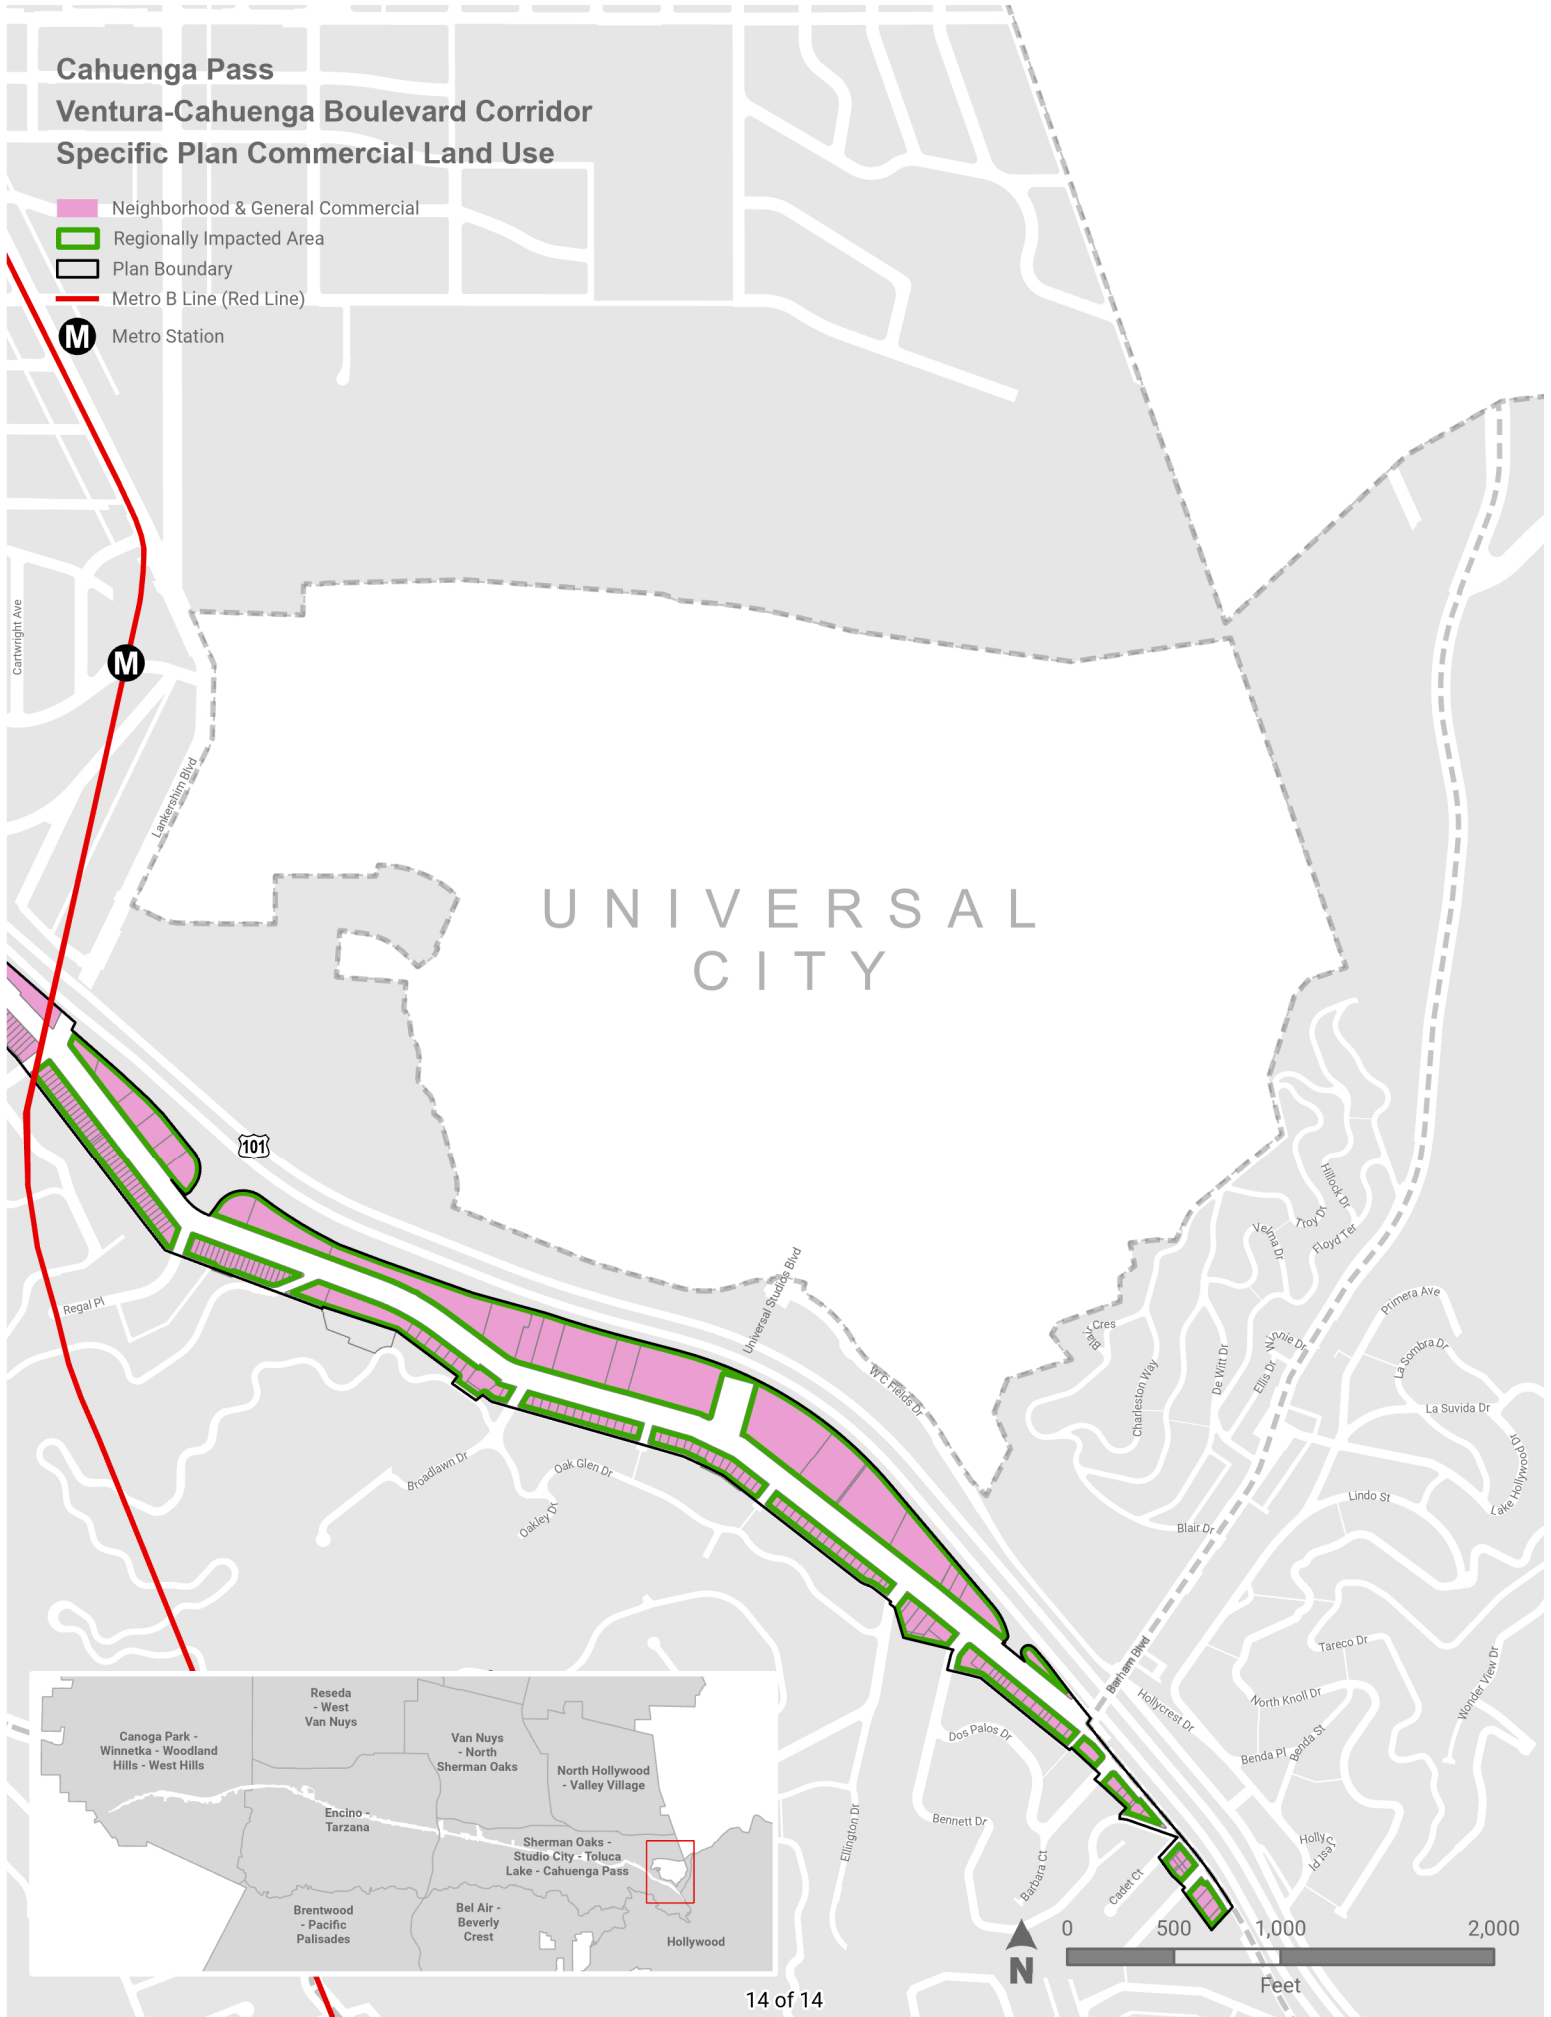 Cahuenga Pass
Ventura-Cahuenga Boulevard Corridor
Specific Plan Commercial Land Use
Neighborhood & General Commercial
Regionally Impacted Area
Plan Boundary
Metro B Line (Red Line)
M
Metro Station
Cartwright Ave
M
Lankershim Blvd
UNIVERSAL
CITY
101
Hillock Dr
Troy Dr
Velma Dr
Floyd Ter
Universal Studios Blvd
Regal Pl
Primera Ave
Blair Cres
Winnie Dr
La Sombra Dr
De Witt Dr
Ellis Dr
W C Fields Dr
Charleston Way
La Suvida Dr
Broadlawn Dr
Oak Glen Dr
Lake Hollywood Dr
Lindo St
Oakley Dr
Blair Dr
Barham Blvd
Tareco Dr
Hollycrest Dr
North Knoll Dr
Wonder View Dr
Dos Palos Dr
Benda Pl
Benda St
Ellington Dr
Bennett Dr
Barbara Ct
Cadet Ct
Hollycrest Pl
Reseda
- West
Van Nuys
Canoga Park -
Winnetka - Woodland
Hills - West Hills
Van Nuys
- North
Sherman Oaks
North Hollywood
- Valley Village
Encino -
Tarzana
Sherman Oaks -
Studio City - Toluca
Lake - Cahuenga Pass
Brentwood
- Pacific
Palisades
Bel Air -
Beverly
Crest
Hollywood
N
0 500 1,000 2,000
Feet
14 of 14